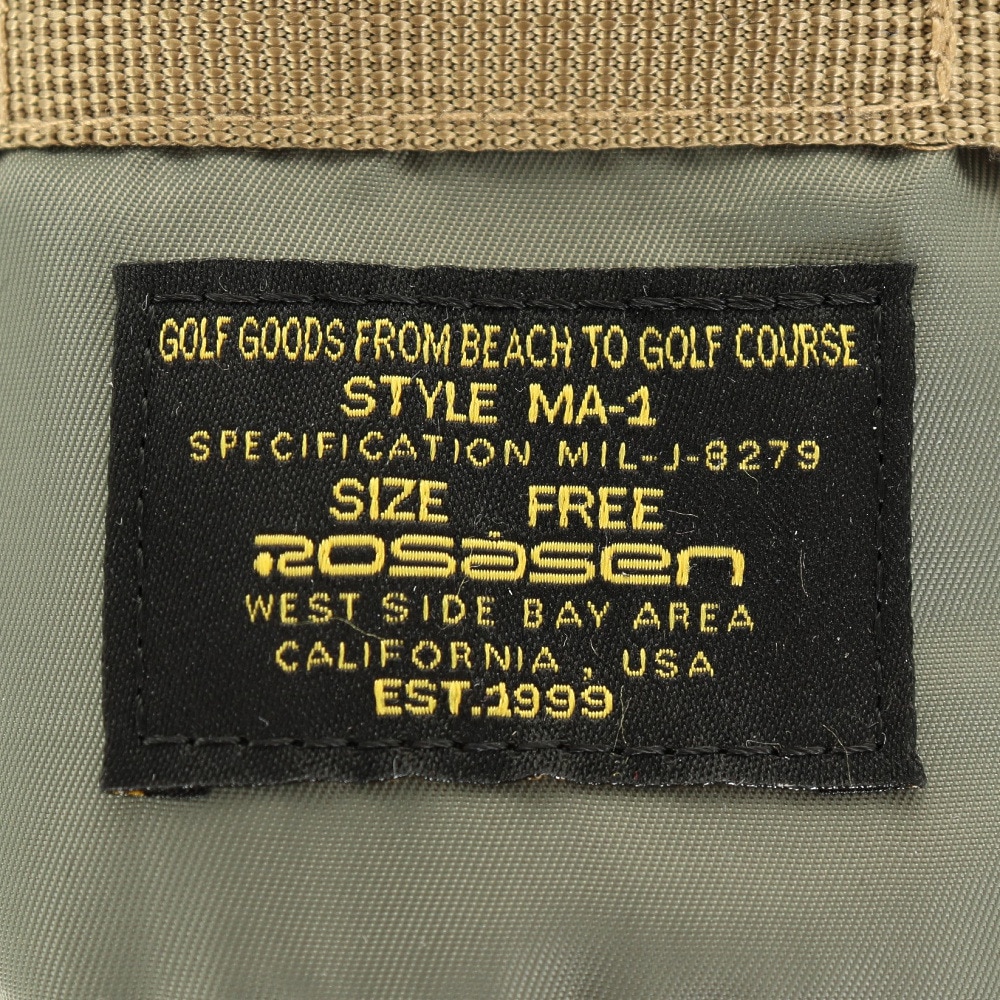 GOLF GOODS FROM BEACH TO GOLF COURSE
STYLE MA-1
SPECIFICATION MIL-J-8279
SIZE FREE
ROSÄSEN
WEST SIDE BAY AREA
CALIFORNIA , USA
EST.1999